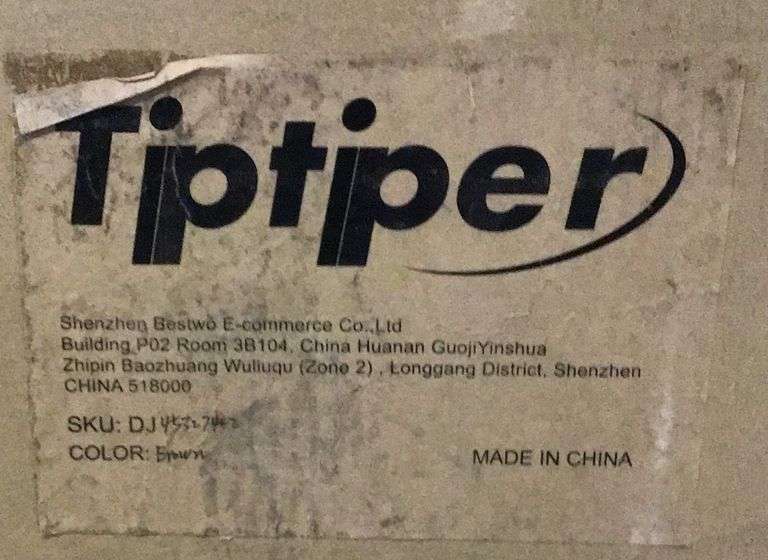 Tiptiper
Shenzhen Bestwo E-commerce Co.,Ltd
Building P02 Room 3B104, China Huanan GuojiYinshua
Zhipin Baozhuang Wuliuqu (Zone 2) , Longgang District, Shenzhen
CHINA 518000
SKU: DJ
COLOR: Brown
MADE IN CHINA